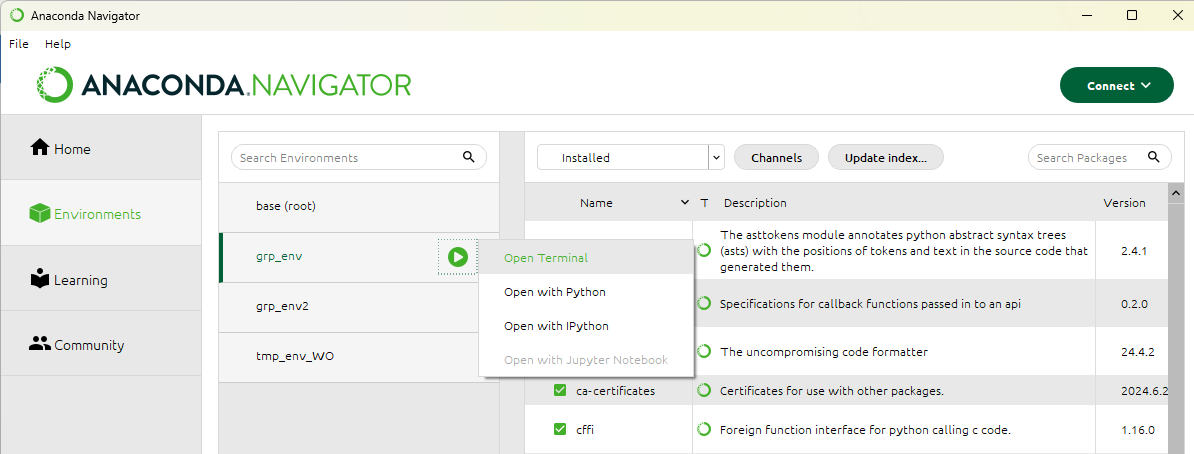 Anaconda Navigator
File Help
ANACONDA.NAVIGATOR
Connect
Home
Environments
Learning
Community
Search Environments
base (root)
grp_env
grp_env2
tmp_env_WO
Open Terminal
Open with Python
Open with IPython
Open with Jupyter Notebook
Installed
Channels
Update index...
Search Packages
Name T Description Version
The asttokens module annotates python abstract syntax trees
(asts) with the positions of tokens and text in the source code that
generated them.
2.4.1
Specifications for callback functions passed in to an api 0.2.0
The uncompromising code formatter 24.4.2
ca-certificates Certificates for use with other packages. 2024.6.2
cffi Foreign function interface for python calling c code. 1.16.0